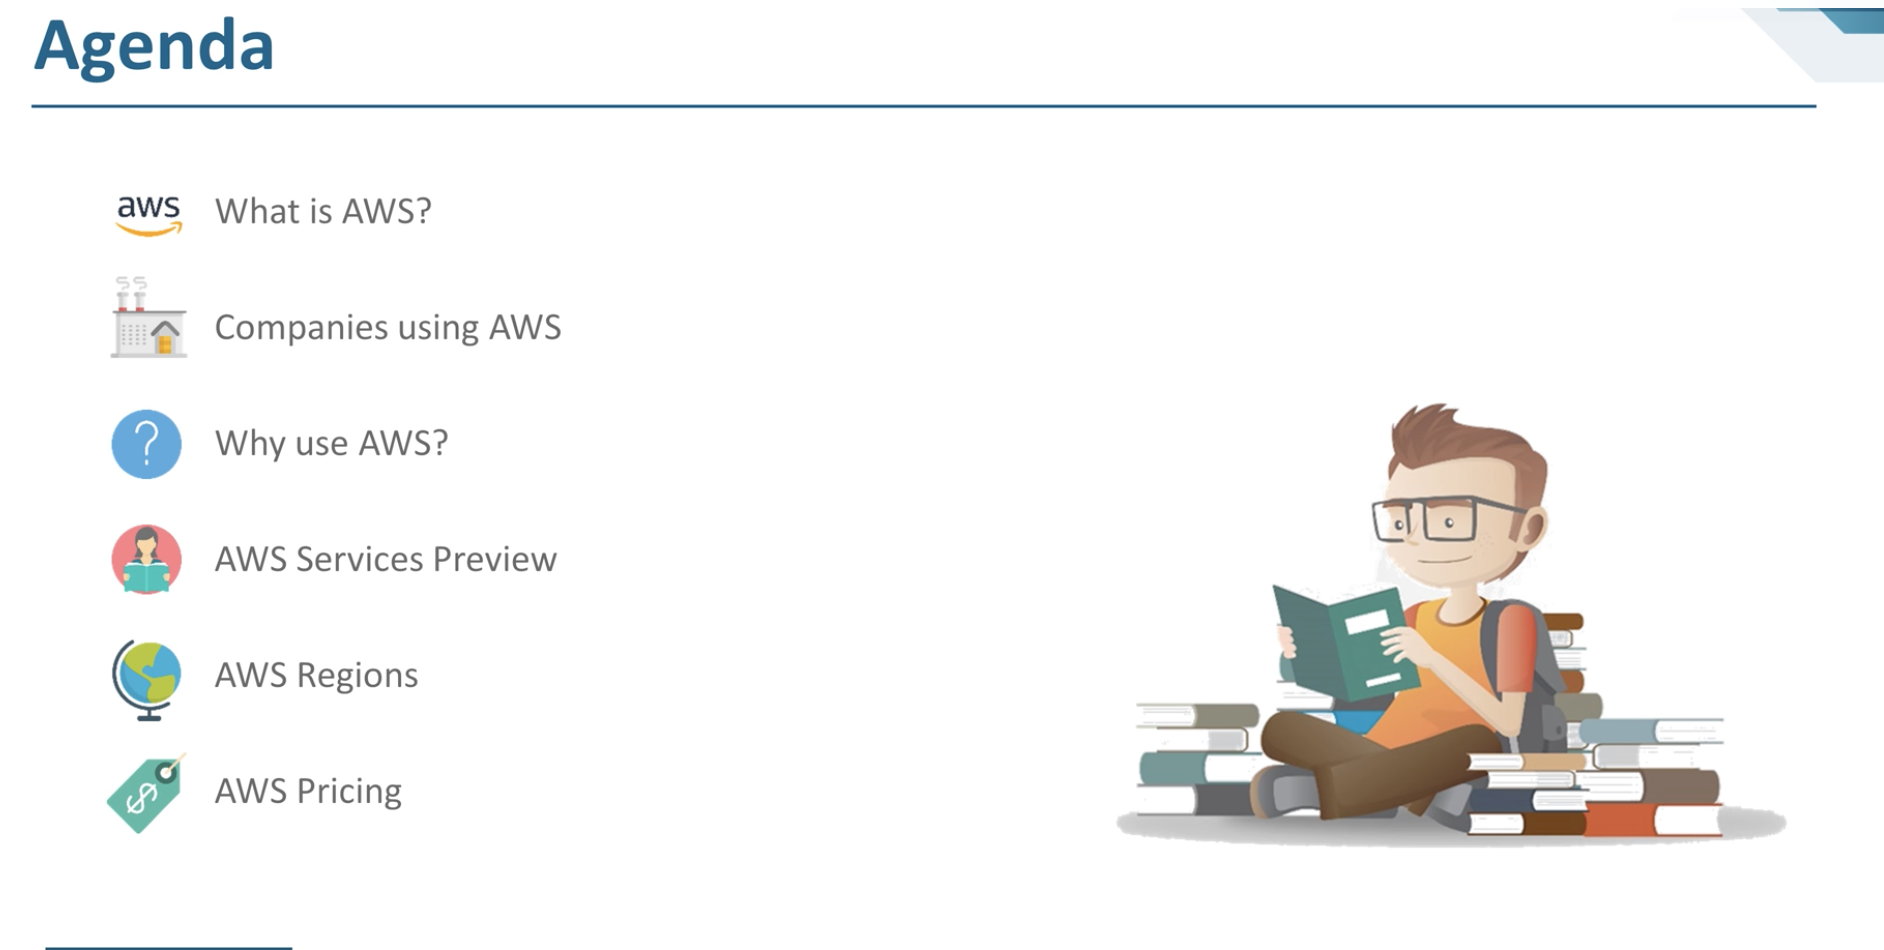 Agenda
aws
What is AWS?
Companies using AWS
?
Why use AWS?
AWS Services Preview
AWS Regions
$
AWS Pricing